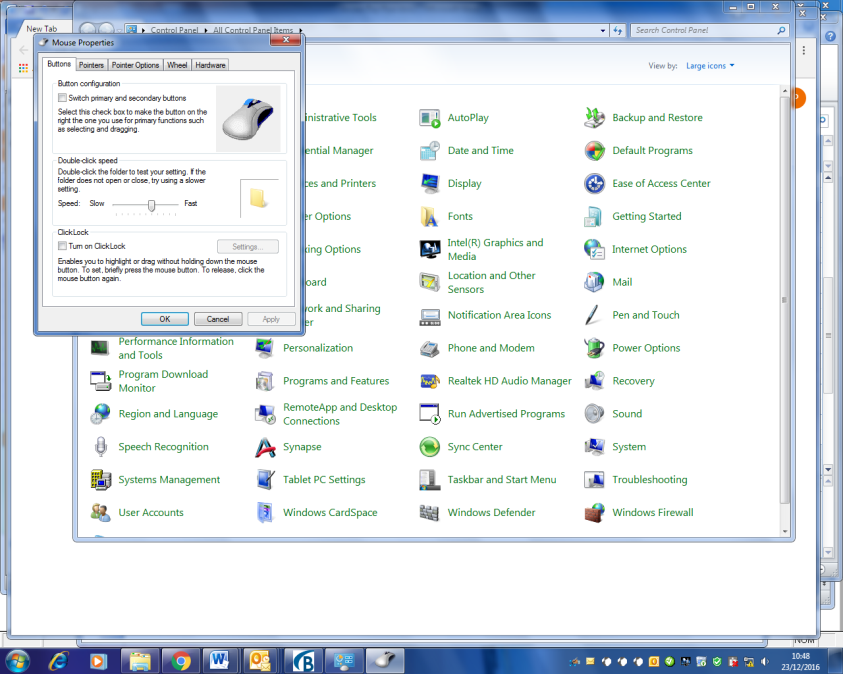 New Tab
Control Panel
All Control Panel Items
Search Control Panel
Mouse Properties
View by: Large icons
Buttons Pointers Pointer Options Wheel Hardware
Button configuration
Switch primary and secondary buttons
Select this check box to make the button on the
right the one you use for primary functions such
as selecting and dragging.
Double-click speed
Double-click the folder to test your setting. If the
folder does not open or close, try using a slower
setting.
Speed: Slow Fast
ClickLock
Turn on ClickLock
Settings...
Enables you to highlight or drag without holding down the mouse
button. To set, briefly press the mouse button. To release, click the
mouse button again.
OK Cancel Apply
inistrative Tools AutoPlay Backup and Restore
ential Manager Date and Time Default Programs
ces and Printers Display Ease of Access Center
er Options Fonts Getting Started
king Options Intel(R) Graphics and
Media Internet Options
oard Location and Other
Sensors Mail
work and Sharing
er Notification Area Icons Pen and Touch
Performance Information
and Tools Personalization Phone and Modem Power Options
Program Download
Monitor Programs and Features Realtek HD Audio Manager Recovery
Region and Language RemoteApp and Desktop
Connections Run Advertised Programs Sound
Speech Recognition Synapse Sync Center System
Systems Management Tablet PC Settings Taskbar and Start Menu Troubleshooting
User Accounts Windows CardSpace Windows Defender Windows Firewall
NUM
10:48
23/12/2016